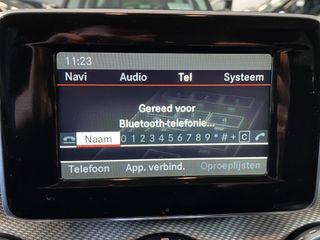 11:23
Navi Audio Tel Systeem
Gereed voor
Bluetooth-telefonie...
Naam 0 1 2 3 4 5 6 7 8 9 * # + C
Telefoon App. verbind. Oproeplijsten